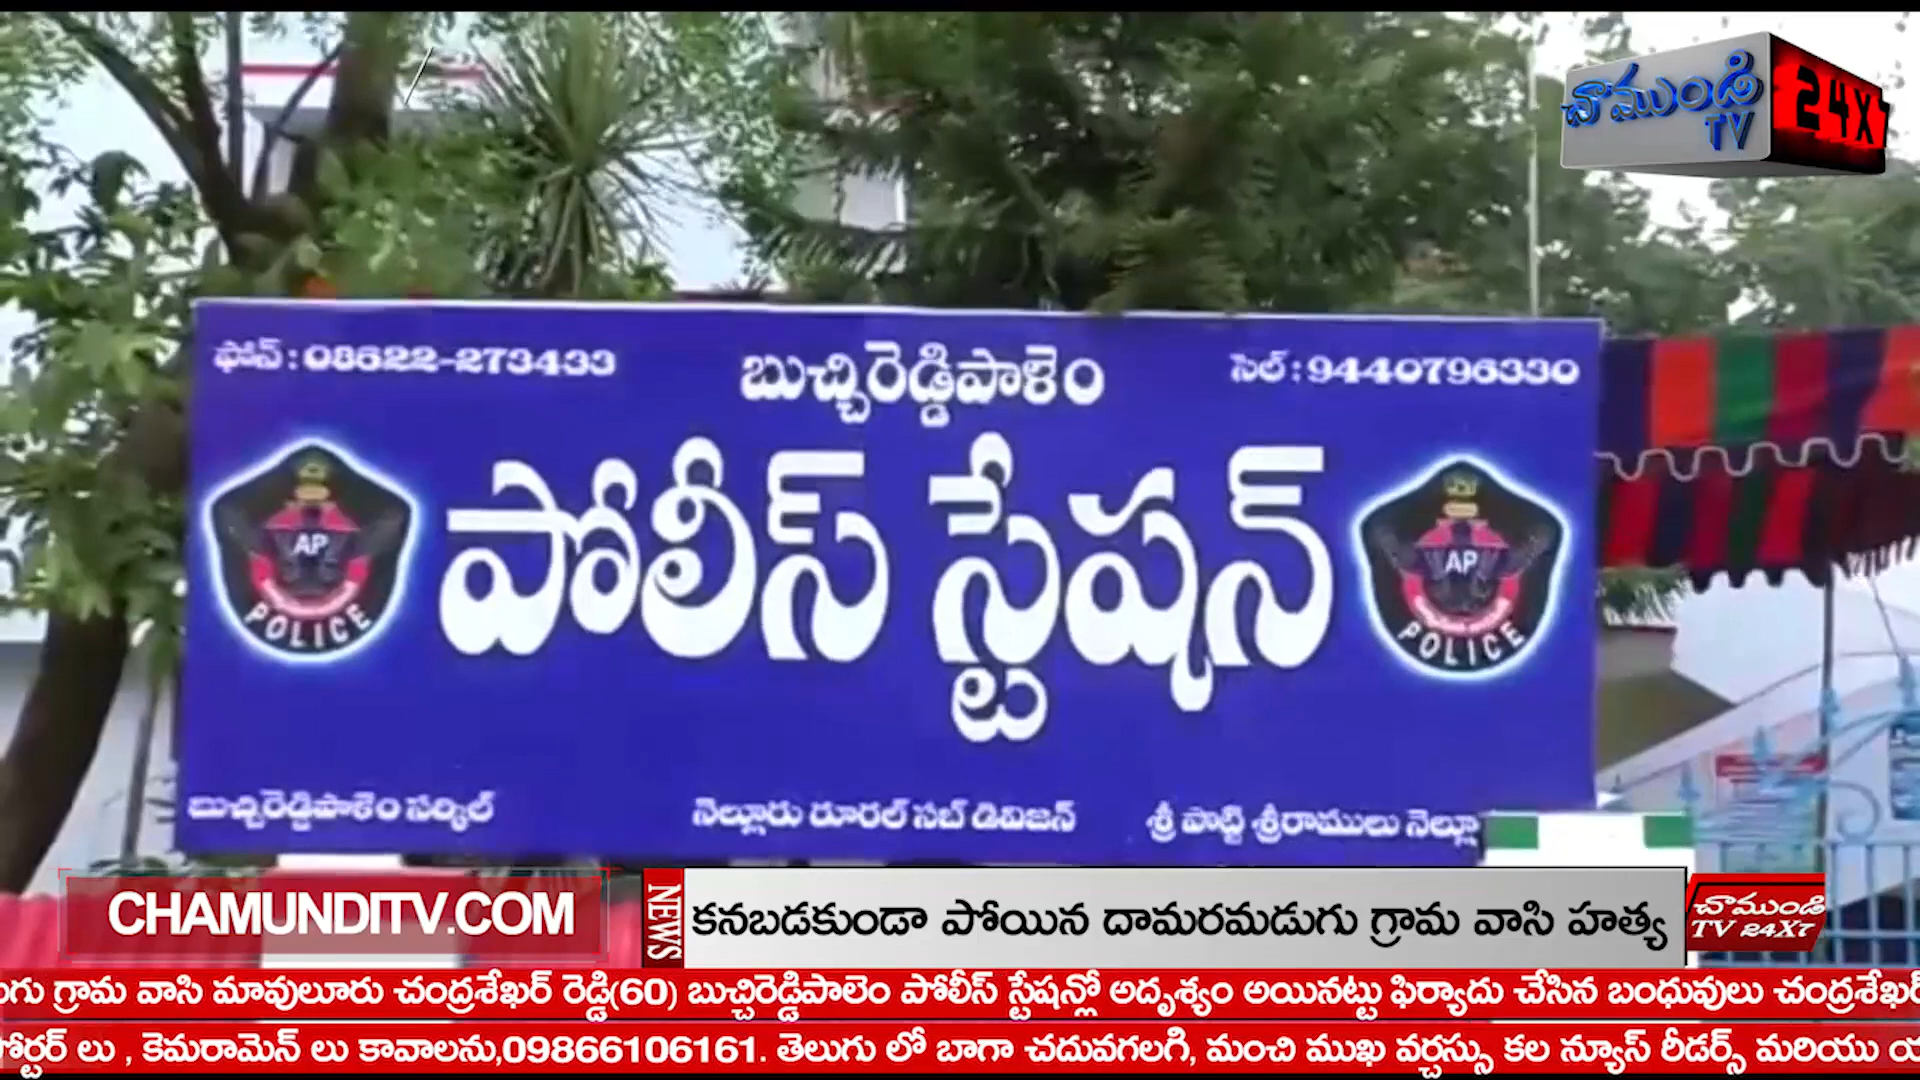 చాముండి
TV
24X
ఫోన్ : 08622-273433
బుచ్చిరెడ్డిపాళెం
సెల్ : 9440796330
పోలీస్ స్టేషన్
AP
POLICE
AP
POLICE
బుచ్చిరెడ్డిపాళెం సర్కిల్
నెల్లూరు రూరల్ సబ్ డివిజన్
శ్రీ పొట్టి శ్రీరాములు నెల్లూ
CHAMUNDITV.COM
NEWS
కనబడకుండా పోయిన దామరమడుగు గ్రామ వాసి హత్య
చాముండి
TV 24X7
గు గ్రామ వాసి మావులూరు చంద్రశేఖర్ రెడ్డి(60) బుచ్చిరెడ్డిపాలెం పోలీస్ స్టేషన్లో అదృశ్యం అయినట్టు ఫిర్యాదు చేసిన బంధువులు చంద్రశేఖర్
పోర్టర్ లు , కెమరామెన్ లు కావాలను,09866106161. తెలుగు లో బాగా చదువగలగి, మంచి ముఖ వర్చస్సు కల న్యూస్ రీడర్స్ మరియు య